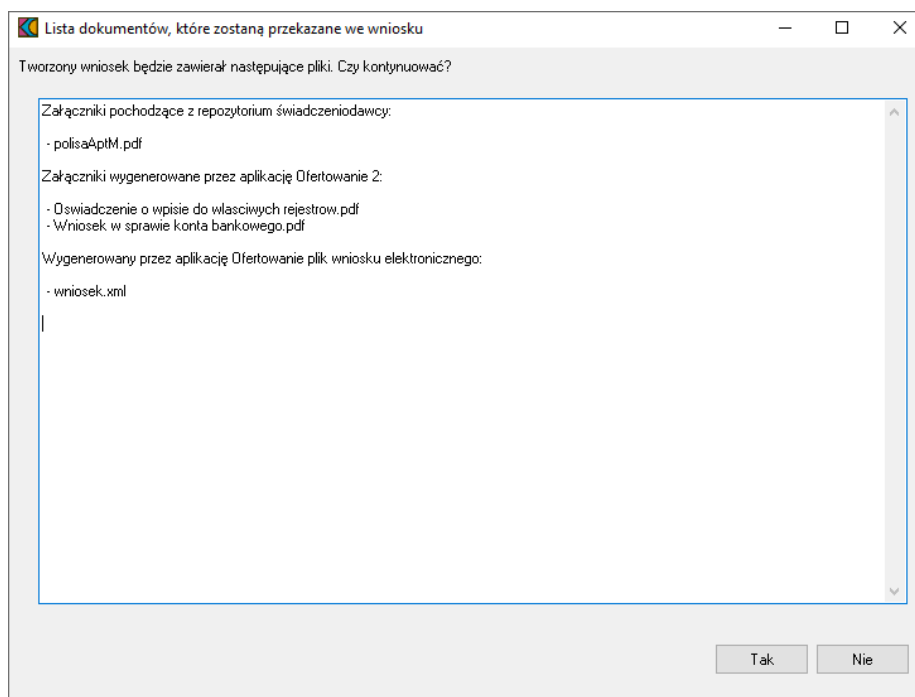 Lista dokumentów, które zostaną przekazane we wniosku
Tworzony wniosek będzie zawierał następujące pliki. Czy kontynuować?
Załączniki pochodzące z repozytorium świadczeniodawcy:
- polisaAptM.pdf
Załączniki wygenerowane przez aplikację Ofertowanie 2:
- Oswiadczenie o wpisie do wlasciwych rejestrow.pdf
- Wniosek w sprawie konta bankowego.pdf
Wygenerowany przez aplikację Ofertowanie plik wniosku elektronicznego:
- wniosek.xml
Tak
Nie